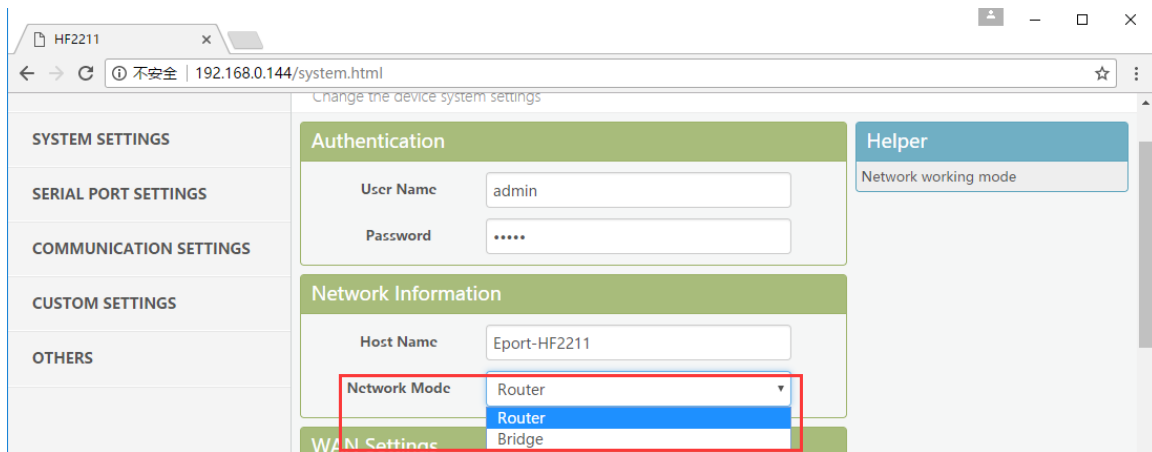 HF2211
不安全 | 192.168.0.144/system.html
Change the device system settings
SYSTEM SETTINGS
SERIAL PORT SETTINGS
COMMUNICATION SETTINGS
CUSTOM SETTINGS
OTHERS
Authentication
User Name
admin
Password
•••••
Network Information
Host Name
Eport-HF2211
Network Mode
Router
Router
Bridge
WAN Settings
Helper
Network working mode